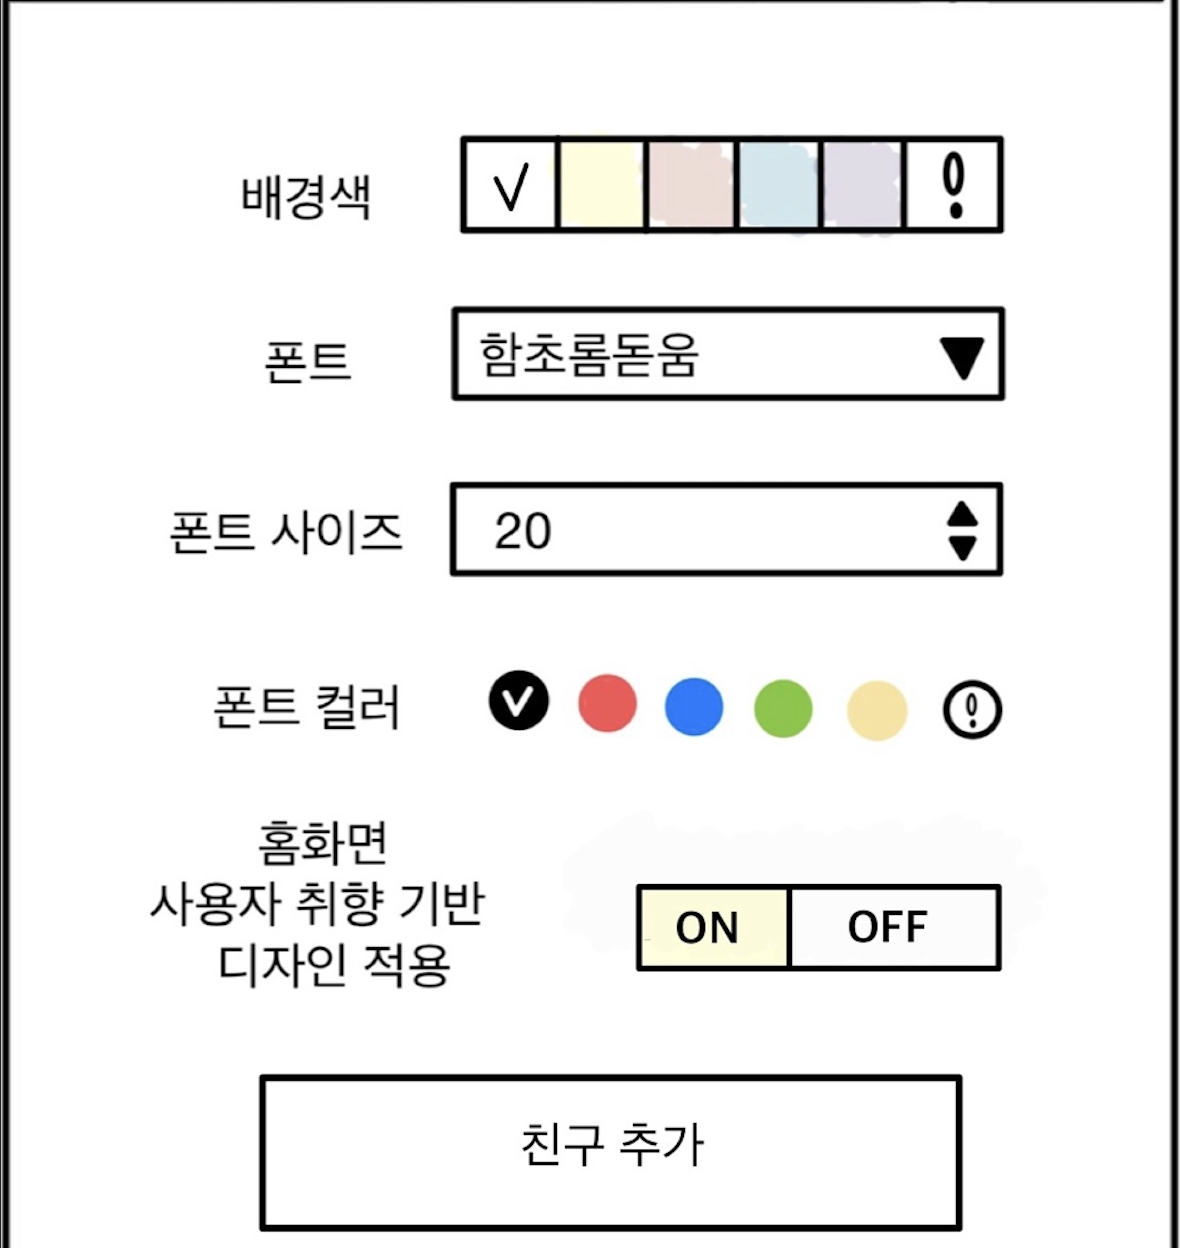 배경색
폰트
함초롬돋움
폰트 사이즈
20
폰트 컬러
홈화면
사용자 취향 기반
디자인 적용
ON
OFF
친구 추가